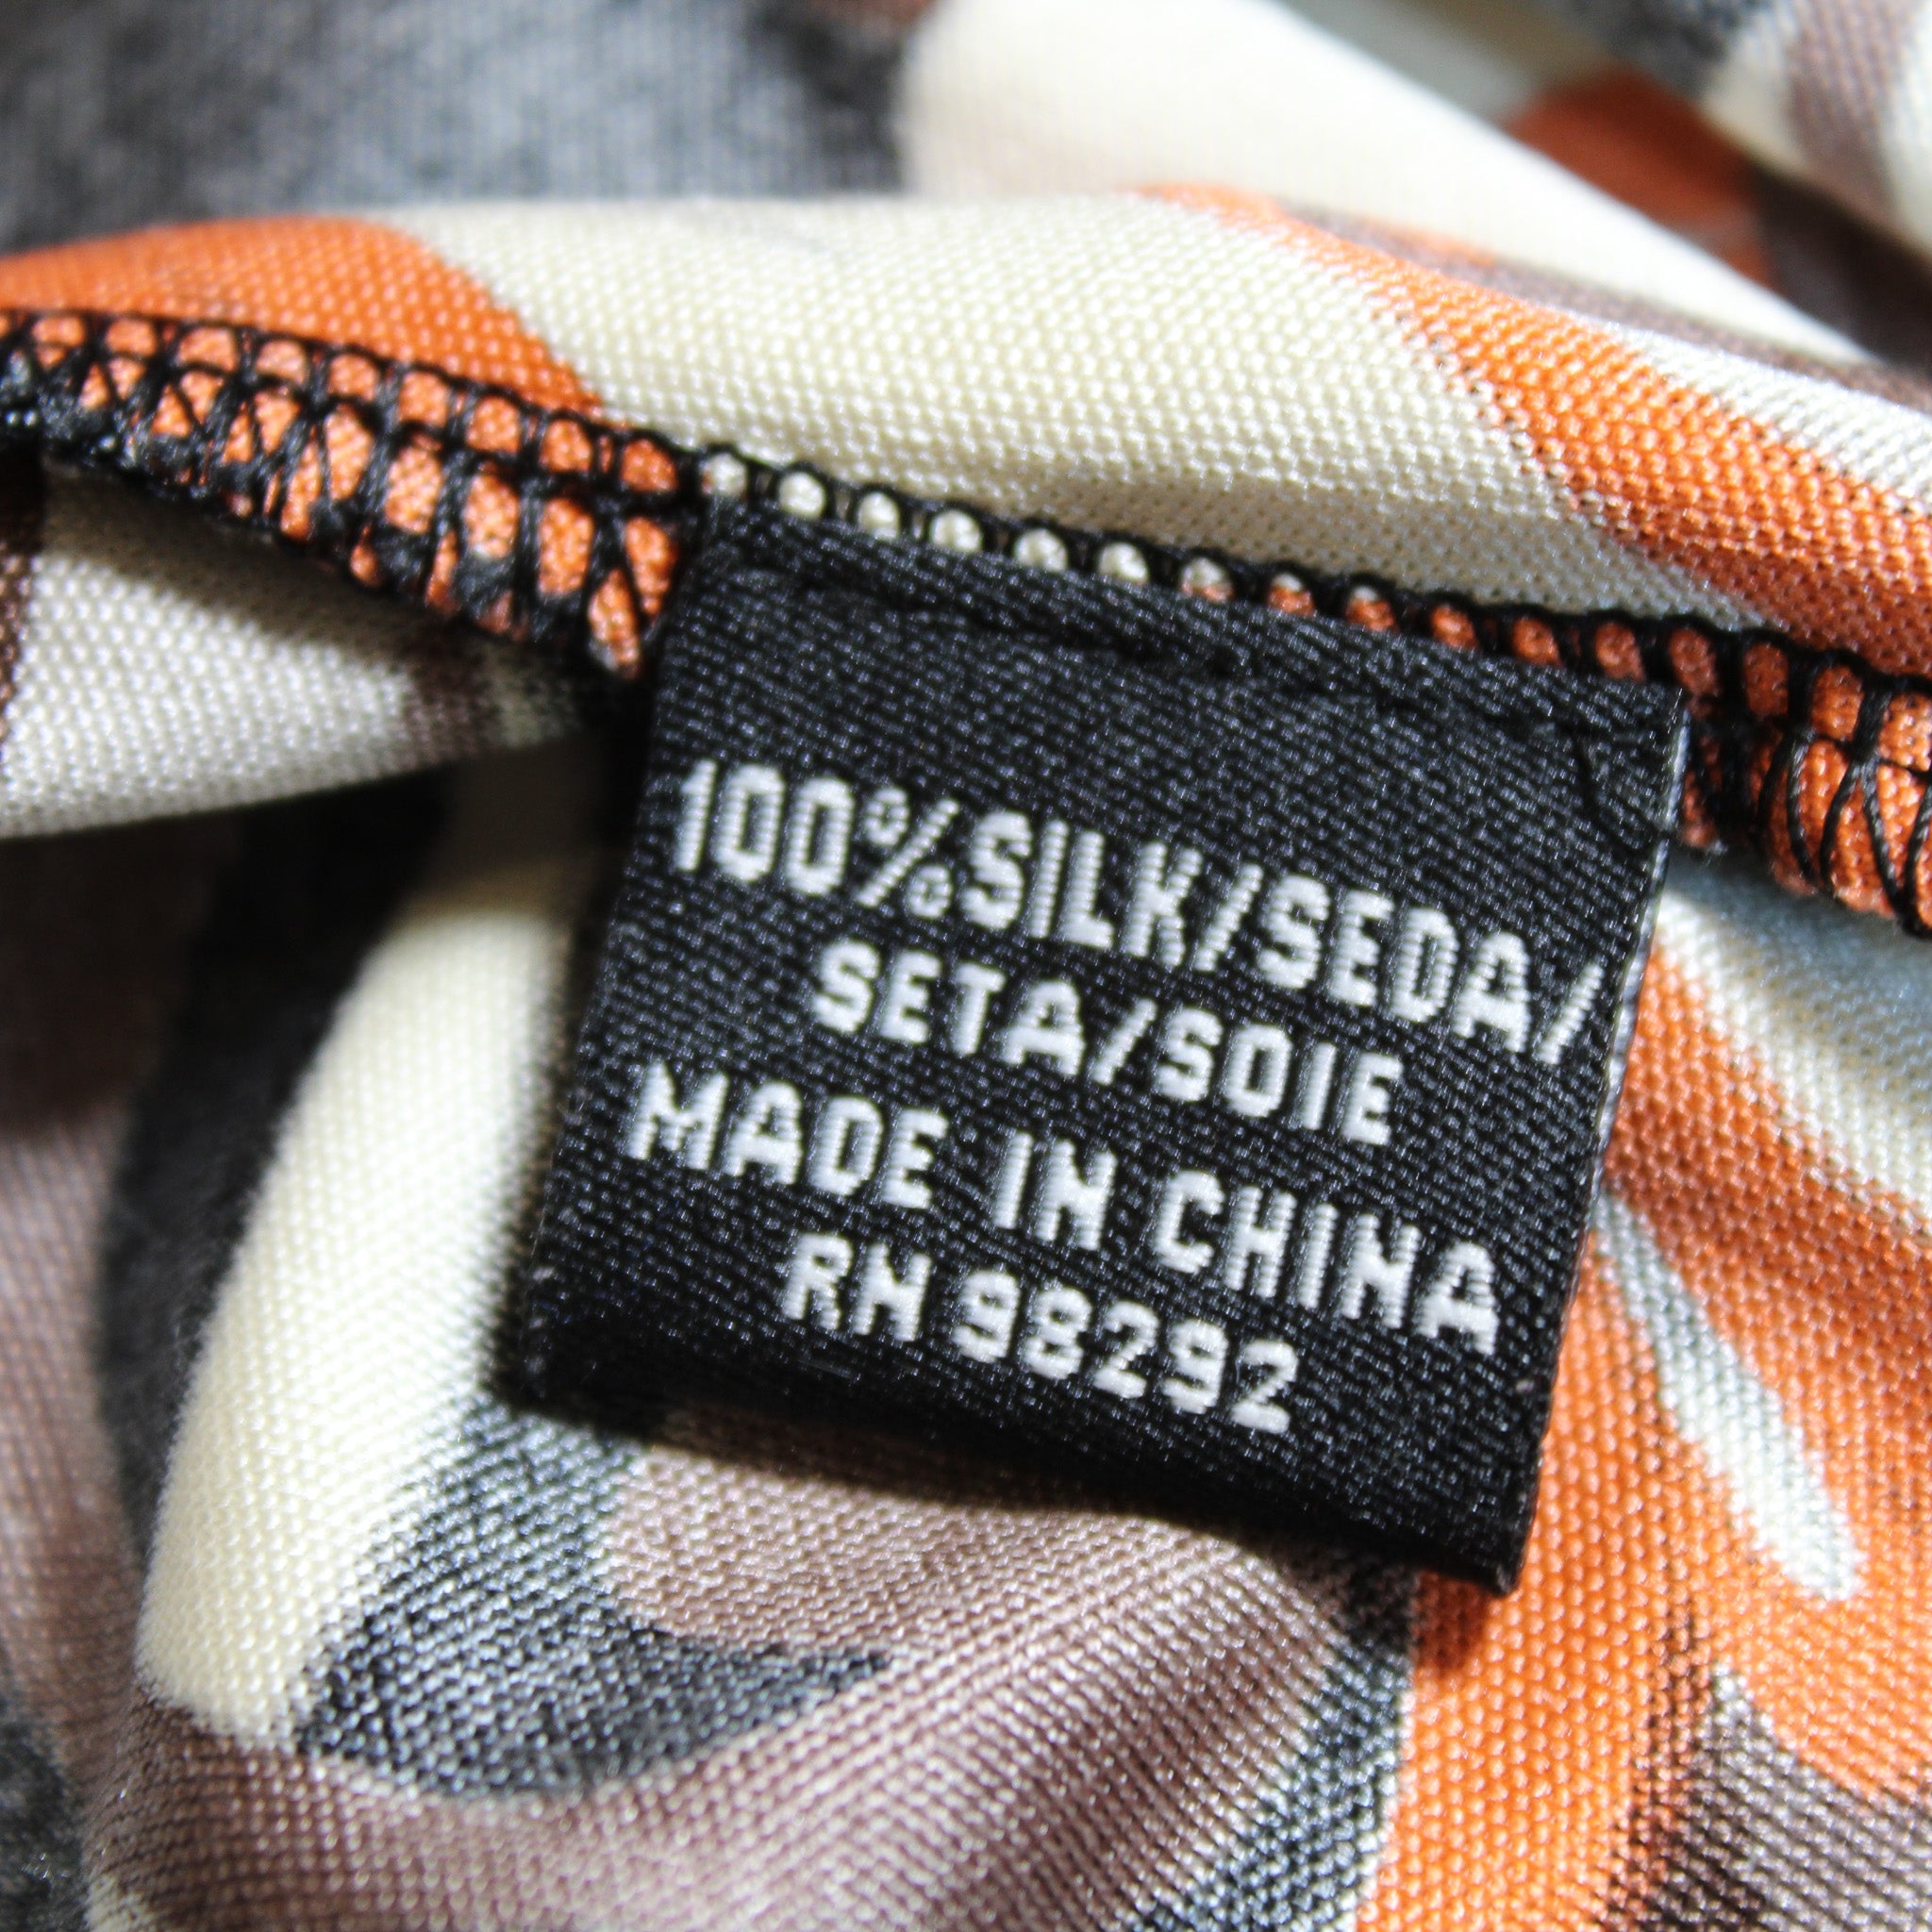 100%SILK/SEDA/
SETA/SOIE
MADE IN CHINA
RN 98292